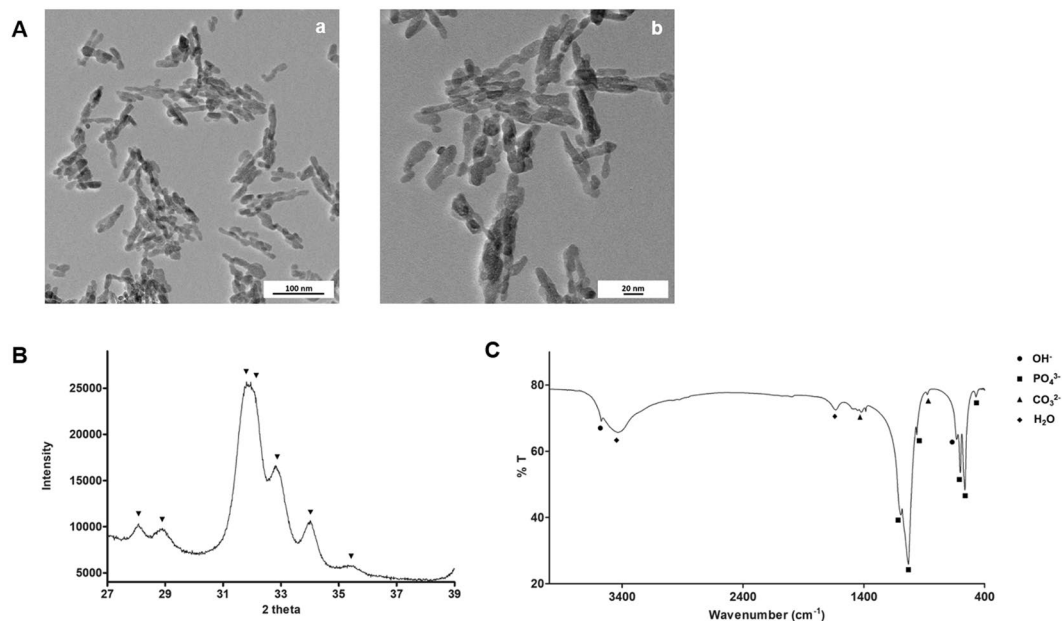 A
a
100 nm
b
20 nm
B
Intensity
25000
20000
15000
10000
5000
27
29
31
33
35
37
39
2 theta
C
% T
80
60
40
20
3400
2400
1400
400
Wavenumber (cm⁻¹)
OH⁻
PO₄³⁻
CO₃²⁻
H₂O